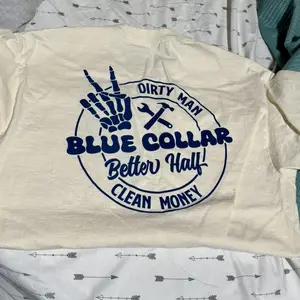 DIRTY MAN
BLUE COLLAR
Better Half!
CLEAN MONEY